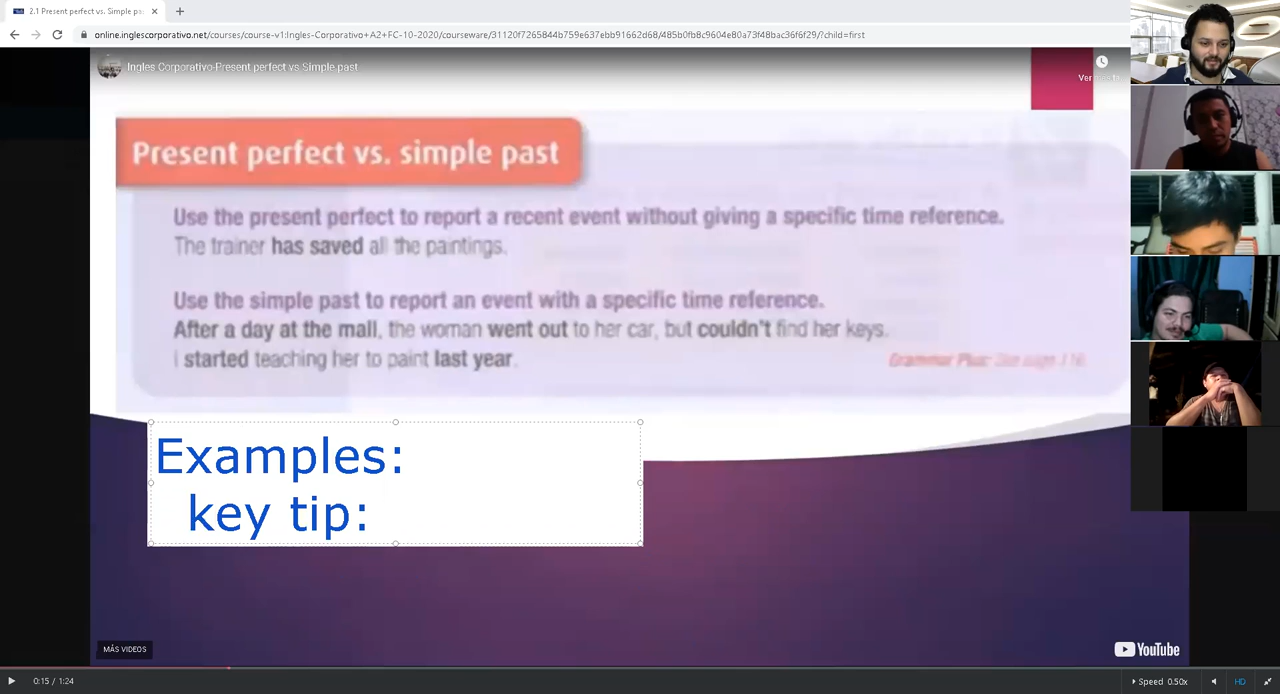 2.1 Present perfect vs. Simple pa
online.inglescorporativo.net/courses/course-v1:Ingles-Corporativo+A2+FC-10-2020/courseware/31120f7265844b759e637ebb91662d68/485b0fb8c9604e80a73f48bac36f6f29/?child=first
Ingles Corporativo-Present perfect vs Simple past
Present perfect vs. simple past
Use the present perfect to report a recent event without giving a specific time reference.
The trainer has saved all the paintings.
Use the simple past to report an event with a specific time reference.
After a day at the mall, the woman went out to her car, but couldn't find her keys.
I started teaching her to paint last year.
Grammar Plus: See page
Examples:
key tip:
MÁS VIDEOS
YouTube
0:15 / 1:24
Speed 0.50x
HD